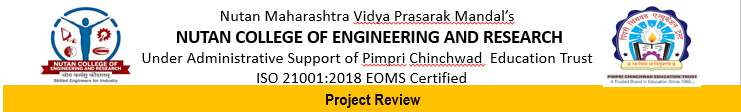 Nutan Maharashtra Vidya Prasarak Mandal's
NUTAN COLLEGE OF ENGINEERING AND RESEARCH
Under Administrative Support of Pimpri Chinchwad Education Trust
ISO 21001:2018 EOMS Certified
NUTAN COLLEGE OF
ENGINEERING AND RESEARCH
Skilled Engineers for Industry
PIMPRI CHINCHWAD EDUCATION TRUST
A Trusted Brand in Education Since 1990..
Project Review